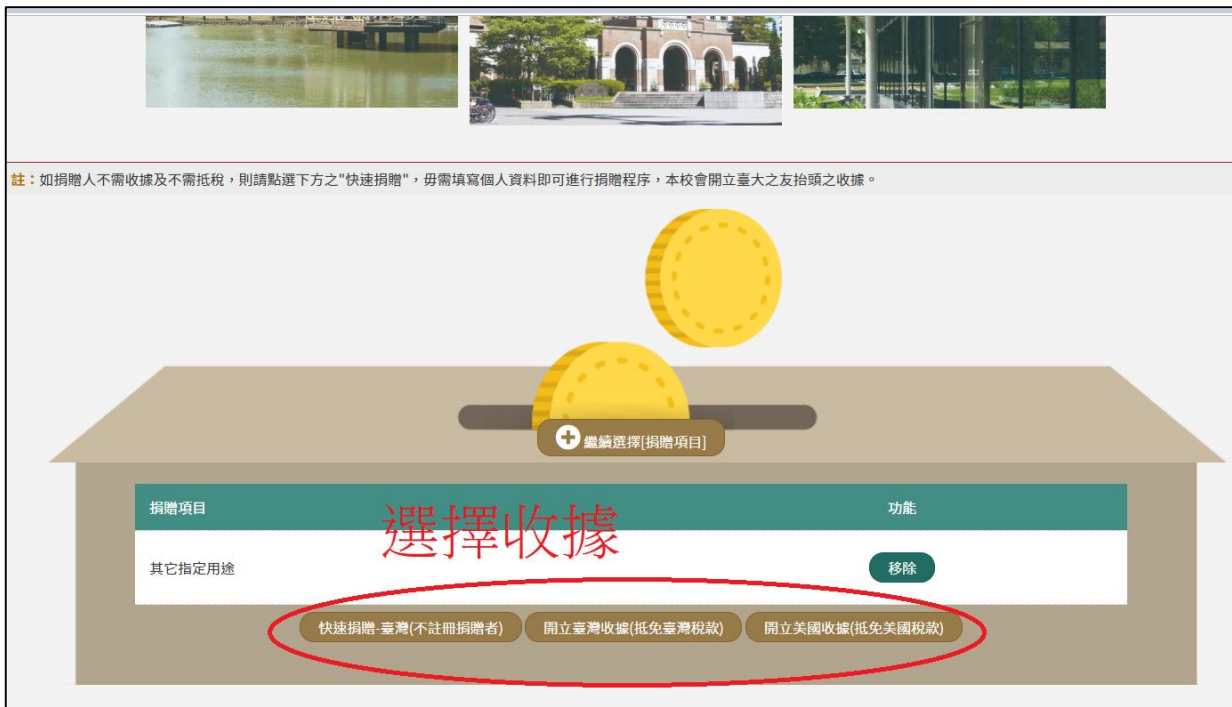 註：如捐贈人不需收據及不需抵稅，則請點選下方之"快速捐贈"，毋需填寫個人資料即可進行捐贈程序，本校會開立臺大之友抬頭之收據。
繼續選擇[捐贈項目]
捐贈項目 功能
選擇收據
其它指定用途 移除
快速捐贈-臺灣(不註冊捐贈者) 開立臺灣收據(抵免臺灣稅款) 開立美國收據(抵免美國稅款)